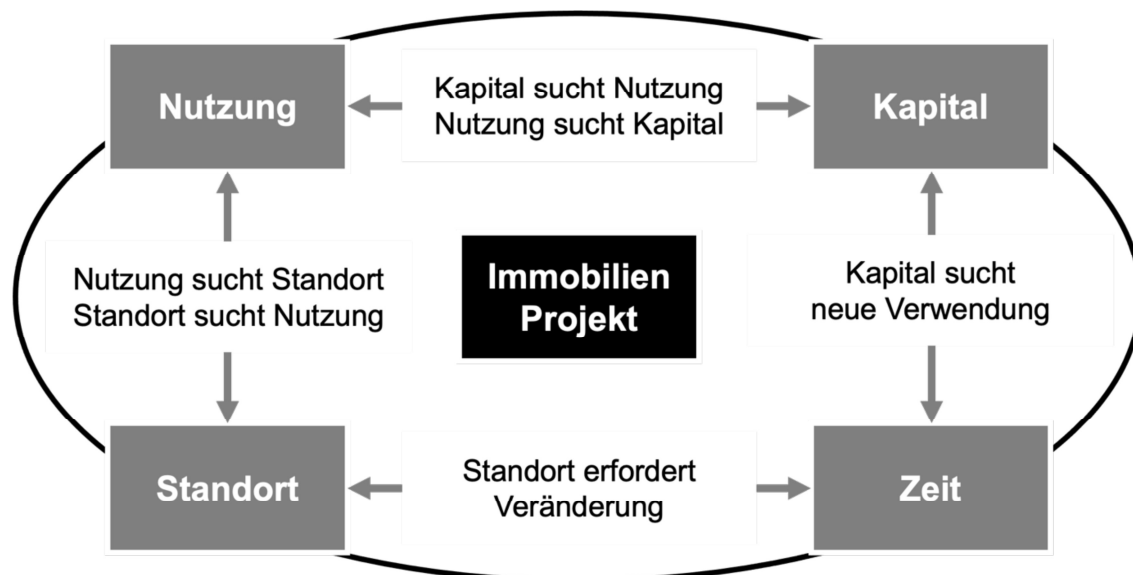 Nutzung
Kapital sucht Nutzung
Nutzung sucht Kapital
Kapital
Nutzung sucht Standort
Standort sucht Nutzung
Immobilien
Projekt
Kapital sucht
neue Verwendung
Standort
Standort erfordert
Veränderung
Zeit